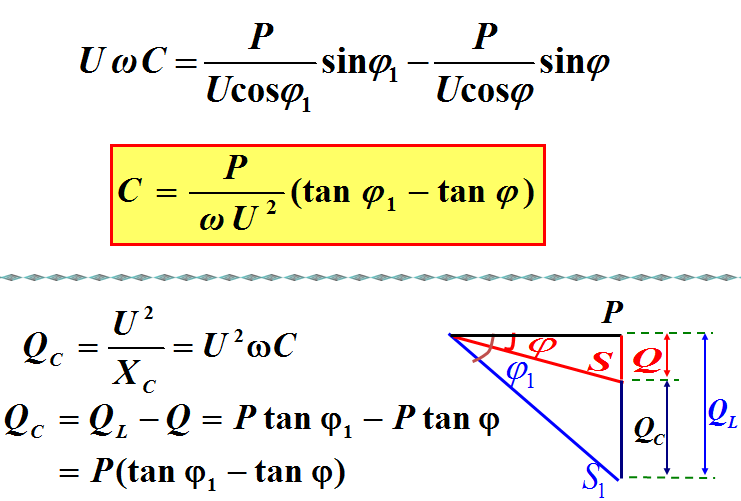 UωC = P/(Ucosφ₁) sinφ₁ − P/(Ucosφ) sinφ
C = P/(ωU²) (tan φ₁ − tan φ)
Q_C = U²/X_C = U²ωC
Q_C = Q_L − Q = P tan φ₁ − P tan φ
= P(tan φ₁ − tan φ)
P
φ S Q
φ₁
Q_C Q_L
S₁